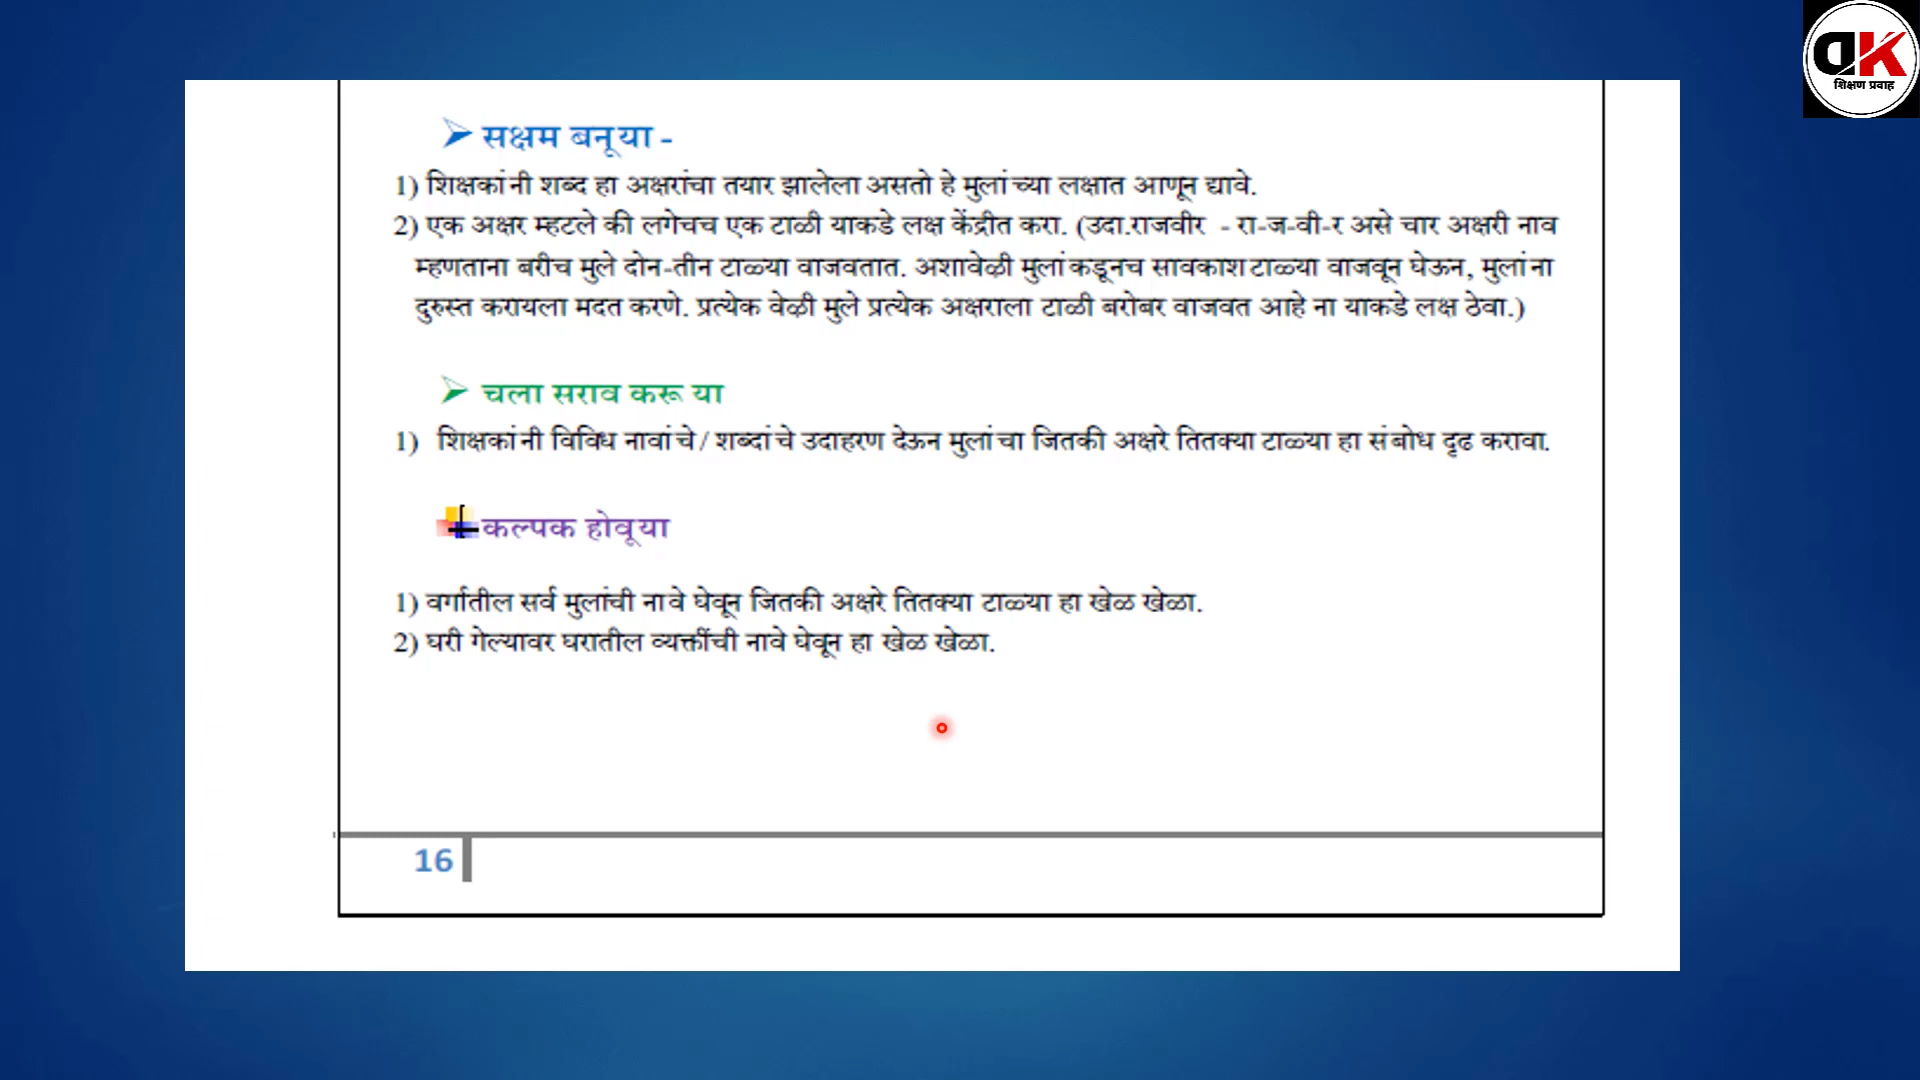 DK
शिक्षण प्रवाह
सक्षम बनूया -
1) शिक्षकांनी शब्द हा अक्षरांचा तयार झालेला असतो हे मुलांच्या लक्षात आणून द्यावे.
2) एक अक्षर म्हटले की लगेचच एक टाळी याकडे लक्ष केंद्रीत करा. (उदा.राजवीर - रा-ज-वी-र असे चार अक्षरी नाव
म्हणताना बरीच मुले दोन-तीन टाळ्या वाजवतात. अशावेळी मुलांकडूनच सावकाश टाळ्या वाजवून घेऊन, मुलांना
दुरुस्त करायला मदत करणे. प्रत्येक वेळी मुले प्रत्येक अक्षराला टाळी बरोबर वाजवत आहे ना याकडे लक्ष ठेवा.)
चला सराव करू या
1) शिक्षकांनी विविध नावांचे / शब्दांचे उदाहरण देऊन मुलांचा जितकी अक्षरे तितक्या टाळ्या हा संबोध दृढ करावा.
कल्पक होवूया
1) वर्गातील सर्व मुलांची नावे घेवून जितकी अक्षरे तितक्या टाळ्या हा खेळ खेळा.
2) घरी गेल्यावर घरातील व्यक्तींची नावे घेवून हा खेळ खेळा.
16